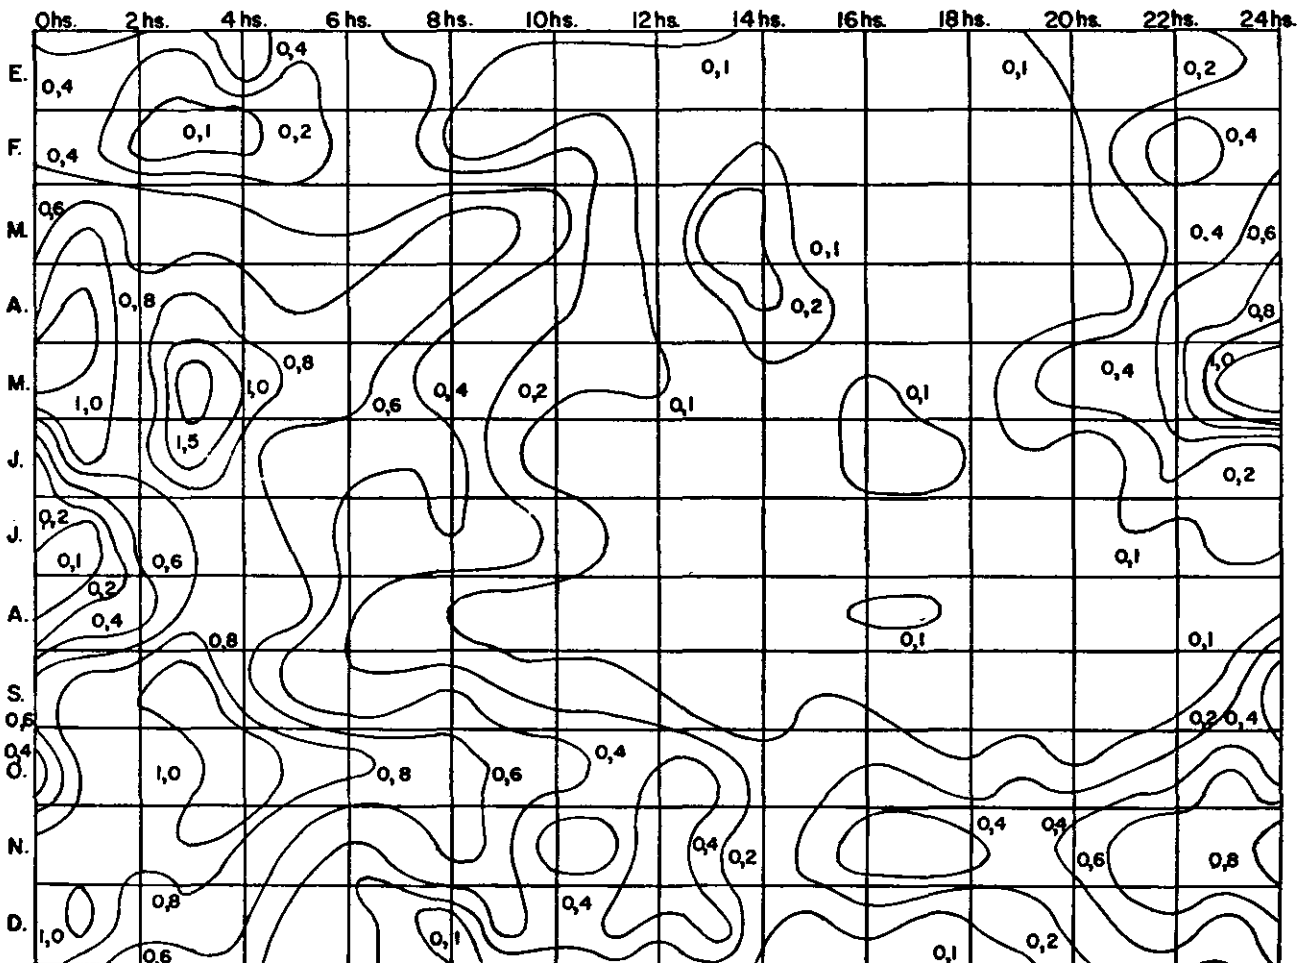 0hs. 2hs. 4hs. 6hs. 8hs. 10hs. 12hs. 14hs. 16hs. 18hs. 20hs. 22hs. 24hs.
0,4
E. 0,1 0,1 0,2
0,4
0,1 0,2 0,4
F.
0,4
0,6
M. 0,4 0,6
0,1
0,8
A. 0,2 0,8
0,8 1,0
0,4
M. 1,0 0,6 0,4 0,2 0,1
1,0 0,1
1,5
J.
0,2
0,2
J.
0,1 0,6 0,1
0,2
A. 0,4
0,8 0,1 0,1
S.
0,6 0,2 0,4
0,4 0,4
O. 1,0 0,8 0,6
0,4 0,4
N. 0,4 0,2 0,6 0,8
0,8 0,4
D.
1,0 0,1 0,2
0,6 0,1